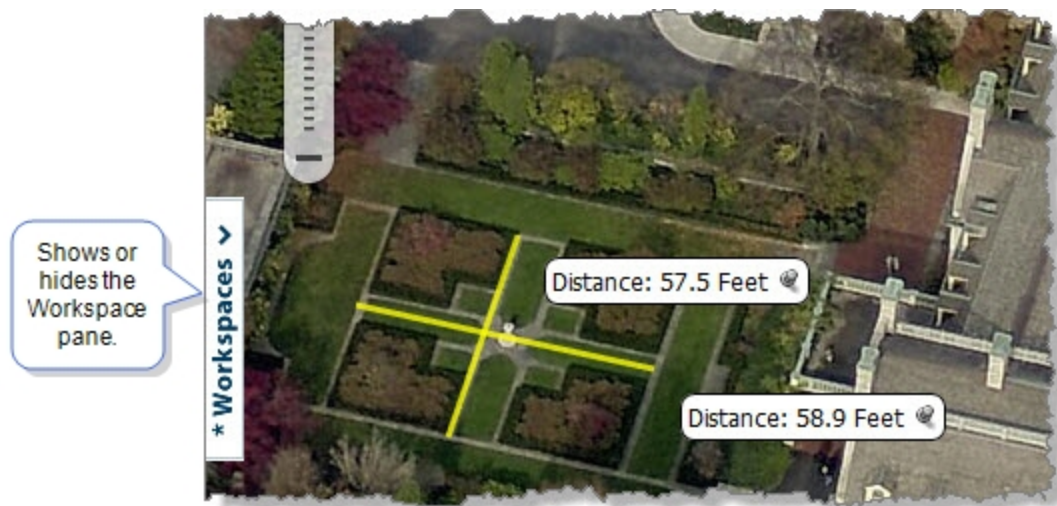 Shows or
hides the
Workspace
pane.
* Workspaces
Distance: 57.5 Feet
Distance: 58.9 Feet